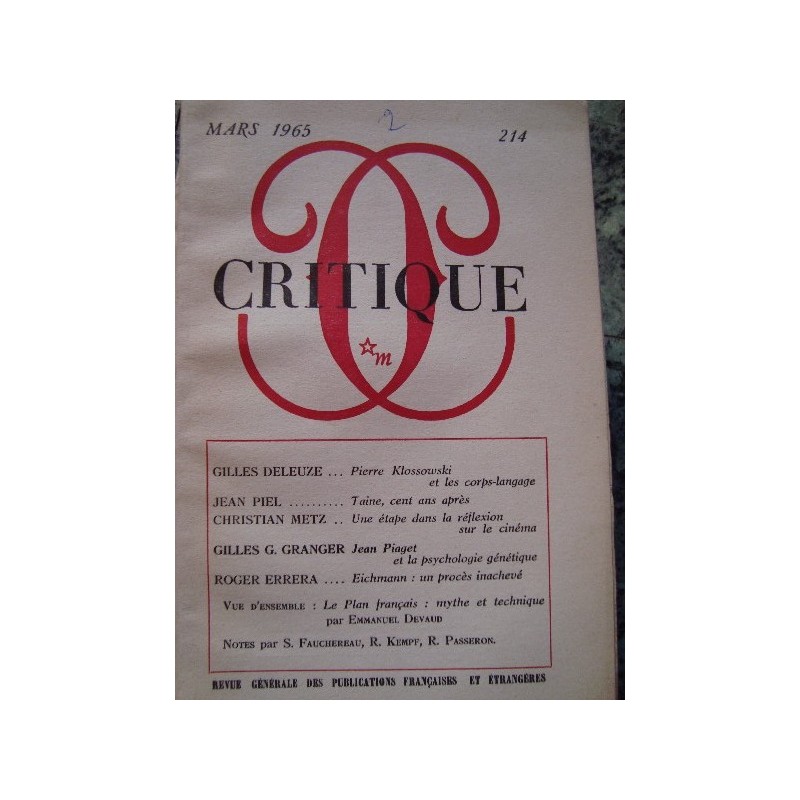 MARS 1965 2 214
CRITIQUE
m
GILLES DELEUZE ... Pierre Klossowski
et les corps-langage
JEAN PIEL .......... Taine, cent ans après
CHRISTIAN METZ .. Une étape dans la réflexion
sur le cinéma
GILLES G. GRANGER Jean Piaget
et la psychologie génétique
ROGER ERRERA .... Eichmann : un procès inachevé
VUE D'ENSEMBLE : Le Plan français : mythe et technique
par EMMANUEL DEVAUD
NOTES par S. FAUCHEREAU, R. KEMPF, R. PASSERON.
REVUE GÉNÉRALE DES PUBLICATIONS FRANÇAISES ET ÉTRANGÈRES